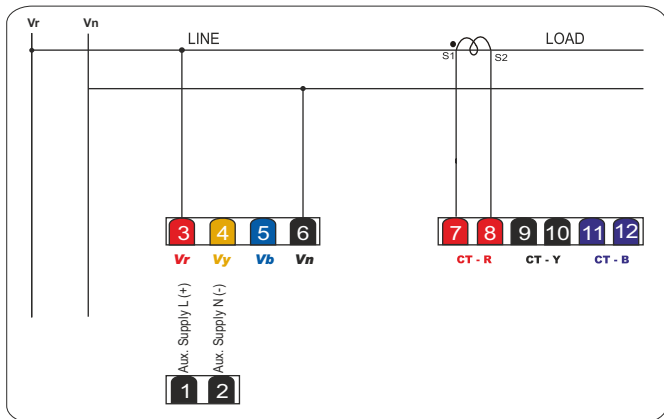 Vr Vn
LINE LOAD
S1 S2
3 4 5 6 7 8 9 10 11 12
Vr Vy Vb Vn CT - R CT - Y CT - B
Aux. Supply L (+)
Aux. Supply N (-)
1 2